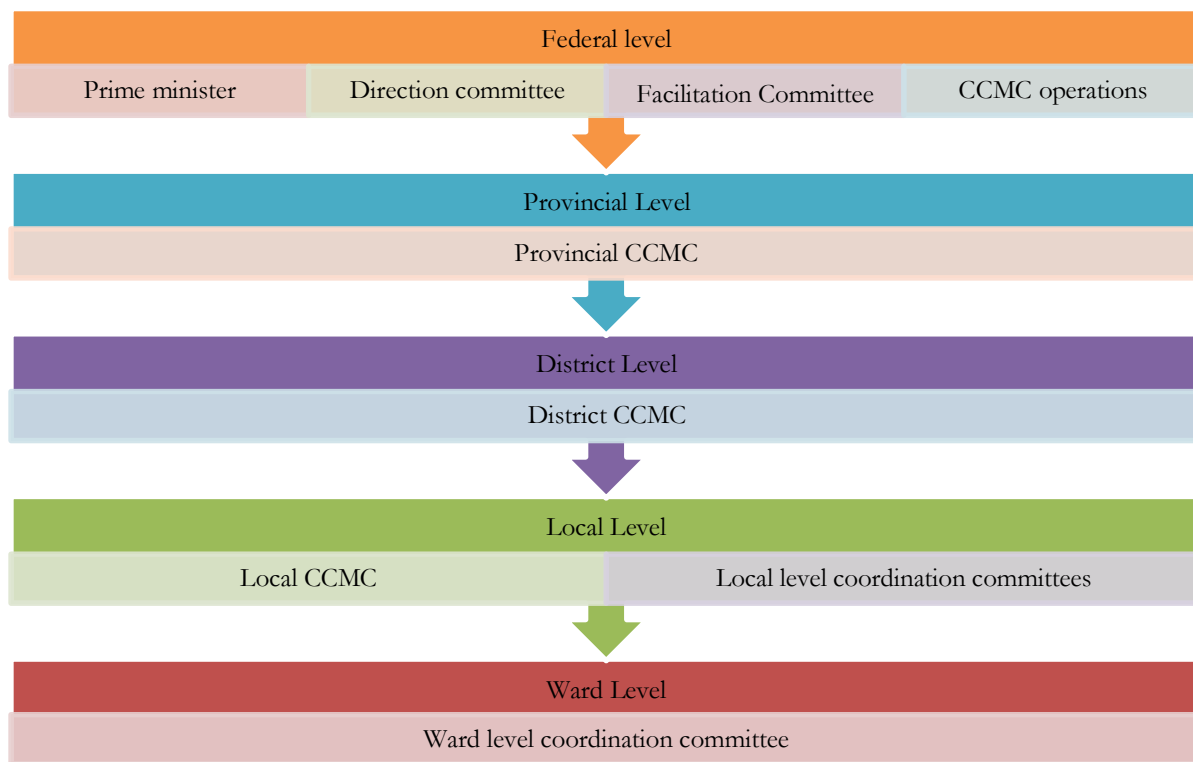 Federal level
Prime minister
Direction committee
Facilitation Committee
CCMC operations
Provincial Level
Provincial CCMC
District Level
District CCMC
Local Level
Local CCMC
Local level coordination committees
Ward Level
Ward level coordination committee